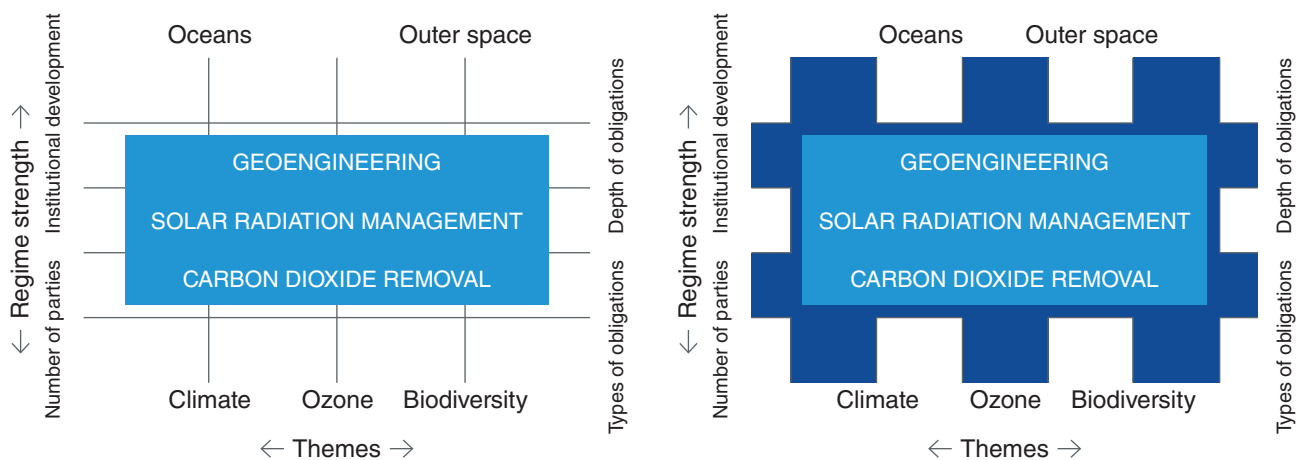 Oceans
Outer space
← Regime strength →
Institutional development
Number of parties
GEOENGINEERING
SOLAR RADIATION MANAGEMENT
CARBON DIOXIDE REMOVAL
Depth of obligations
Types of obligations
Climate
Ozone
Biodiversity
← Themes →
Oceans
Outer space
← Regime strength →
Institutional development
Number of parties
GEOENGINEERING
SOLAR RADIATION MANAGEMENT
CARBON DIOXIDE REMOVAL
Depth of obligations
Types of obligations
Climate
Ozone
Biodiversity
← Themes →